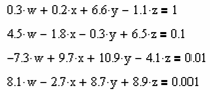 0.3·w + 0.2·x + 6.6·y − 1.1·z = 1
4.5·w − 1.8·x − 0.3·y + 6.5·z = 0.1
−7.3·w + 9.7·x + 10.9·y − 4.1·z = 0.01
8.1·w − 2.7·x + 8.7·y + 8.9·z = 0.001